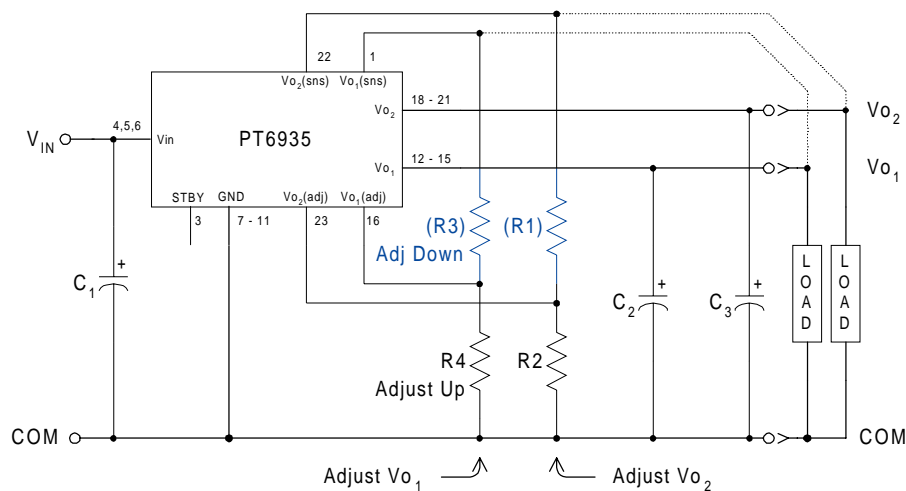 22 1
Vo2(sns) Vo1(sns)
18 - 21
Vo2
Vo2
4,5,6
VIN
Vin
PT6935
12 - 15
Vo1
Vo1
STBY GND Vo2(adj) Vo1(adj)
3 7 - 11 23 16
(R3) (R1)
Adj Down
+
C1
+
C2
+
C3
LOAD
LOAD
R4 R2
Adjust Up
COM
COM
Adjust Vo1
Adjust Vo2